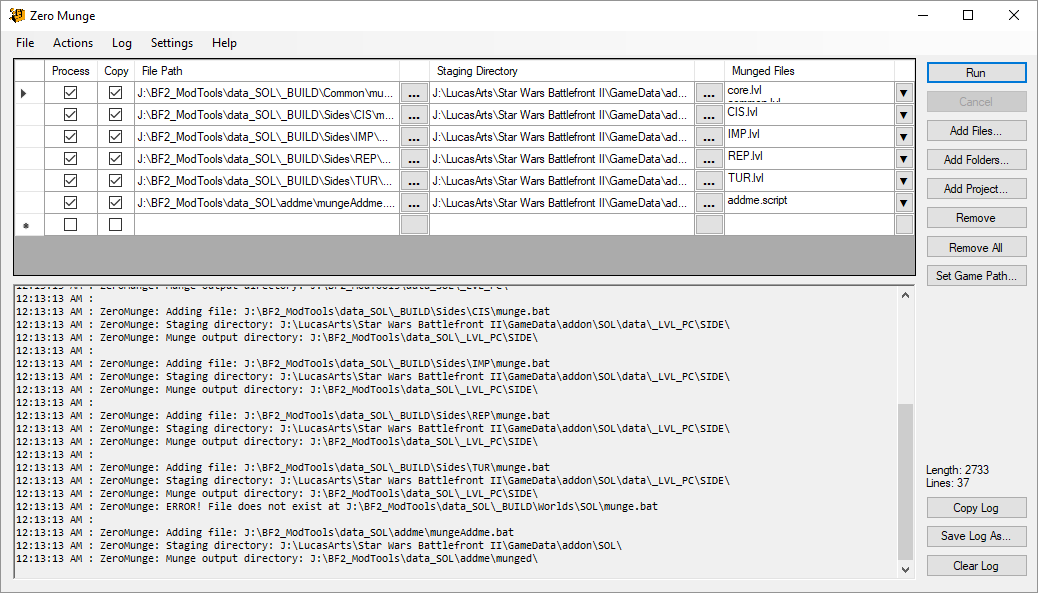 Zero Munge
File Actions Log Settings Help
Process Copy File Path Staging Directory Munged Files
J:\BF2_ModTools\data_SOL\_BUILD\Common\mu... ... J:\LucasArts\Star Wars Battlefront II\GameData\ad... ... core.lvl
common.lvl
J:\BF2_ModTools\data_SOL\_BUILD\Sides\CIS\m... ... J:\LucasArts\Star Wars Battlefront II\GameData\ad... ... CIS.lvl
J:\BF2_ModTools\data_SOL\_BUILD\Sides\IMP\... ... J:\LucasArts\Star Wars Battlefront II\GameData\ad... ... IMP.lvl
J:\BF2_ModTools\data_SOL\_BUILD\Sides\REP\... ... J:\LucasArts\Star Wars Battlefront II\GameData\ad... ... REP.lvl
J:\BF2_ModTools\data_SOL\_BUILD\Sides\TUR\... ... J:\LucasArts\Star Wars Battlefront II\GameData\ad... ... TUR.lvl
J:\BF2_ModTools\data_SOL\addme\mungeAddme.... ... J:\LucasArts\Star Wars Battlefront II\GameData\ad... ... addme.script
Run
Cancel
Add Files...
Add Folders...
Add Project...
Remove
Remove All
Set Game Path...
12:13:13 AM : ZeroMunge: Munge output directory: J:\BF2_ModTools\data_SOL\_LVL_PC\
12:13:13 AM :
12:13:13 AM : ZeroMunge: Adding file: J:\BF2_ModTools\data_SOL\_BUILD\Sides\CIS\munge.bat
12:13:13 AM : ZeroMunge: Staging directory: J:\LucasArts\Star Wars Battlefront II\GameData\addon\SOL\data\_LVL_PC\SIDE\
12:13:13 AM : ZeroMunge: Munge output directory: J:\BF2_ModTools\data_SOL\_LVL_PC\SIDE\
12:13:13 AM :
12:13:13 AM : ZeroMunge: Adding file: J:\BF2_ModTools\data_SOL\_BUILD\Sides\IMP\munge.bat
12:13:13 AM : ZeroMunge: Staging directory: J:\LucasArts\Star Wars Battlefront II\GameData\addon\SOL\data\_LVL_PC\SIDE\
12:13:13 AM : ZeroMunge: Munge output directory: J:\BF2_ModTools\data_SOL\_LVL_PC\SIDE\
12:13:13 AM :
12:13:13 AM : ZeroMunge: Adding file: J:\BF2_ModTools\data_SOL\_BUILD\Sides\REP\munge.bat
12:13:13 AM : ZeroMunge: Staging directory: J:\LucasArts\Star Wars Battlefront II\GameData\addon\SOL\data\_LVL_PC\SIDE\
12:13:13 AM : ZeroMunge: Munge output directory: J:\BF2_ModTools\data_SOL\_LVL_PC\SIDE\
12:13:13 AM :
12:13:13 AM : ZeroMunge: Adding file: J:\BF2_ModTools\data_SOL\_BUILD\Sides\TUR\munge.bat
12:13:13 AM : ZeroMunge: Staging directory: J:\LucasArts\Star Wars Battlefront II\GameData\addon\SOL\data\_LVL_PC\SIDE\
12:13:13 AM : ZeroMunge: Munge output directory: J:\BF2_ModTools\data_SOL\_LVL_PC\SIDE\
12:13:13 AM : ZeroMunge: ERROR! File does not exist at J:\BF2_ModTools\data_SOL\_BUILD\Worlds\SOL\munge.bat
12:13:13 AM :
12:13:13 AM : ZeroMunge: Adding file: J:\BF2_ModTools\data_SOL\addme\mungeAddme.bat
12:13:13 AM : ZeroMunge: Staging directory: J:\LucasArts\Star Wars Battlefront II\GameData\addon\SOL\
12:13:13 AM : ZeroMunge: Munge output directory: J:\BF2_ModTools\data_SOL\addme\munged\
Length: 2733
Lines: 37
Copy Log
Save Log As...
Clear Log